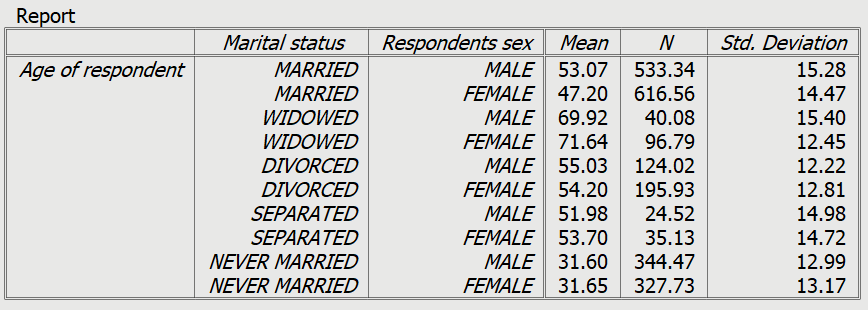 Report
Marital status Respondents sex Mean N Std. Deviation
Age of respondent MARRIED MALE 53.07 533.34 15.28
MARRIED FEMALE 47.20 616.56 14.47
WIDOWED MALE 69.92 40.08 15.40
WIDOWED FEMALE 71.64 96.79 12.45
DIVORCED MALE 55.03 124.02 12.22
DIVORCED FEMALE 54.20 195.93 12.81
SEPARATED MALE 51.98 24.52 14.98
SEPARATED FEMALE 53.70 35.13 14.72
NEVER MARRIED MALE 31.60 344.47 12.99
NEVER MARRIED FEMALE 31.65 327.73 13.17